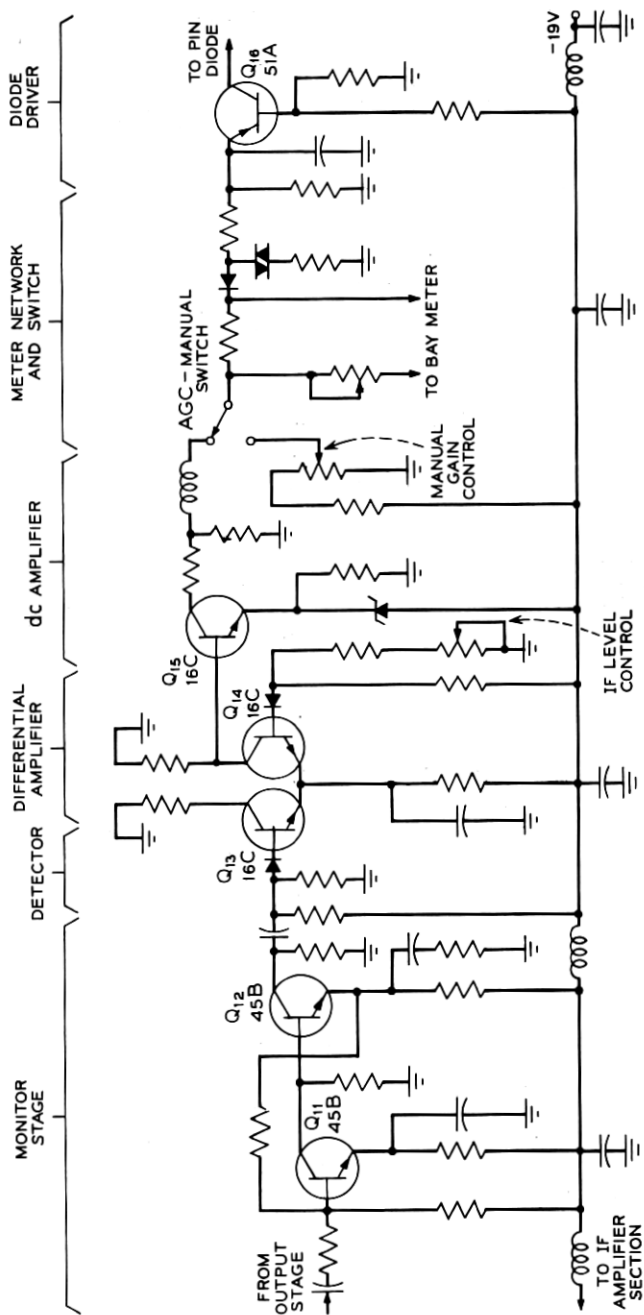 MONITOR
STAGE
DETECTOR
DIFFERENTIAL
AMPLIFIER
dc AMPLIFIER
METER NETWORK
AND SWITCH
DIODE
DRIVER
FROM
OUTPUT
STAGE
Q11
45B
Q12
45B
Q13
16C
Q14
16C
Q15
16C
AGC-MANUAL
SWITCH
Q16
51A
TO PIN
DIODE
MANUAL
GAIN
CONTROL
TO BAY METER
IF LEVEL
CONTROL
-19V
TO IF
AMPLIFIER
SECTION